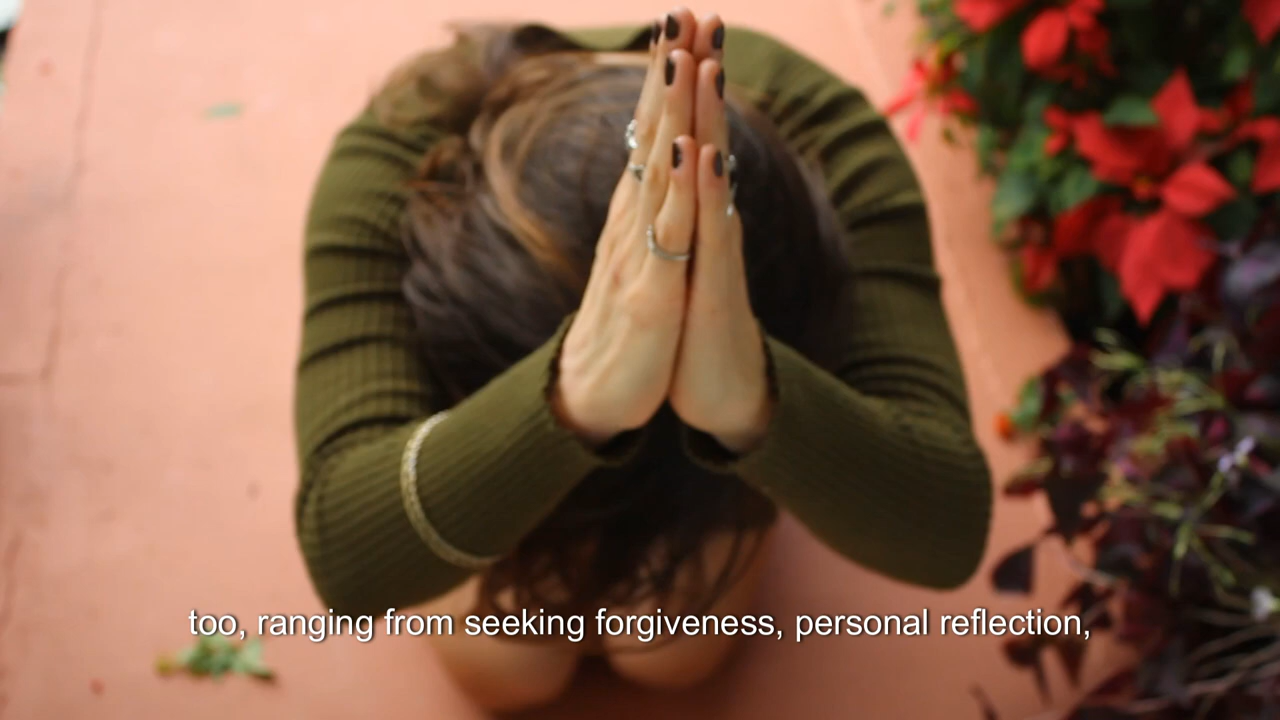 too, ranging from seeking forgiveness, personal reflection,